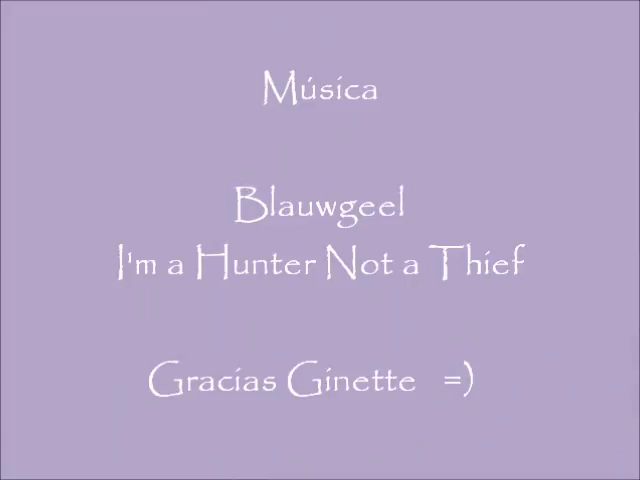 Música
Blauwgeel
I'm a Hunter Not a Thief
Gracias Ginette =)